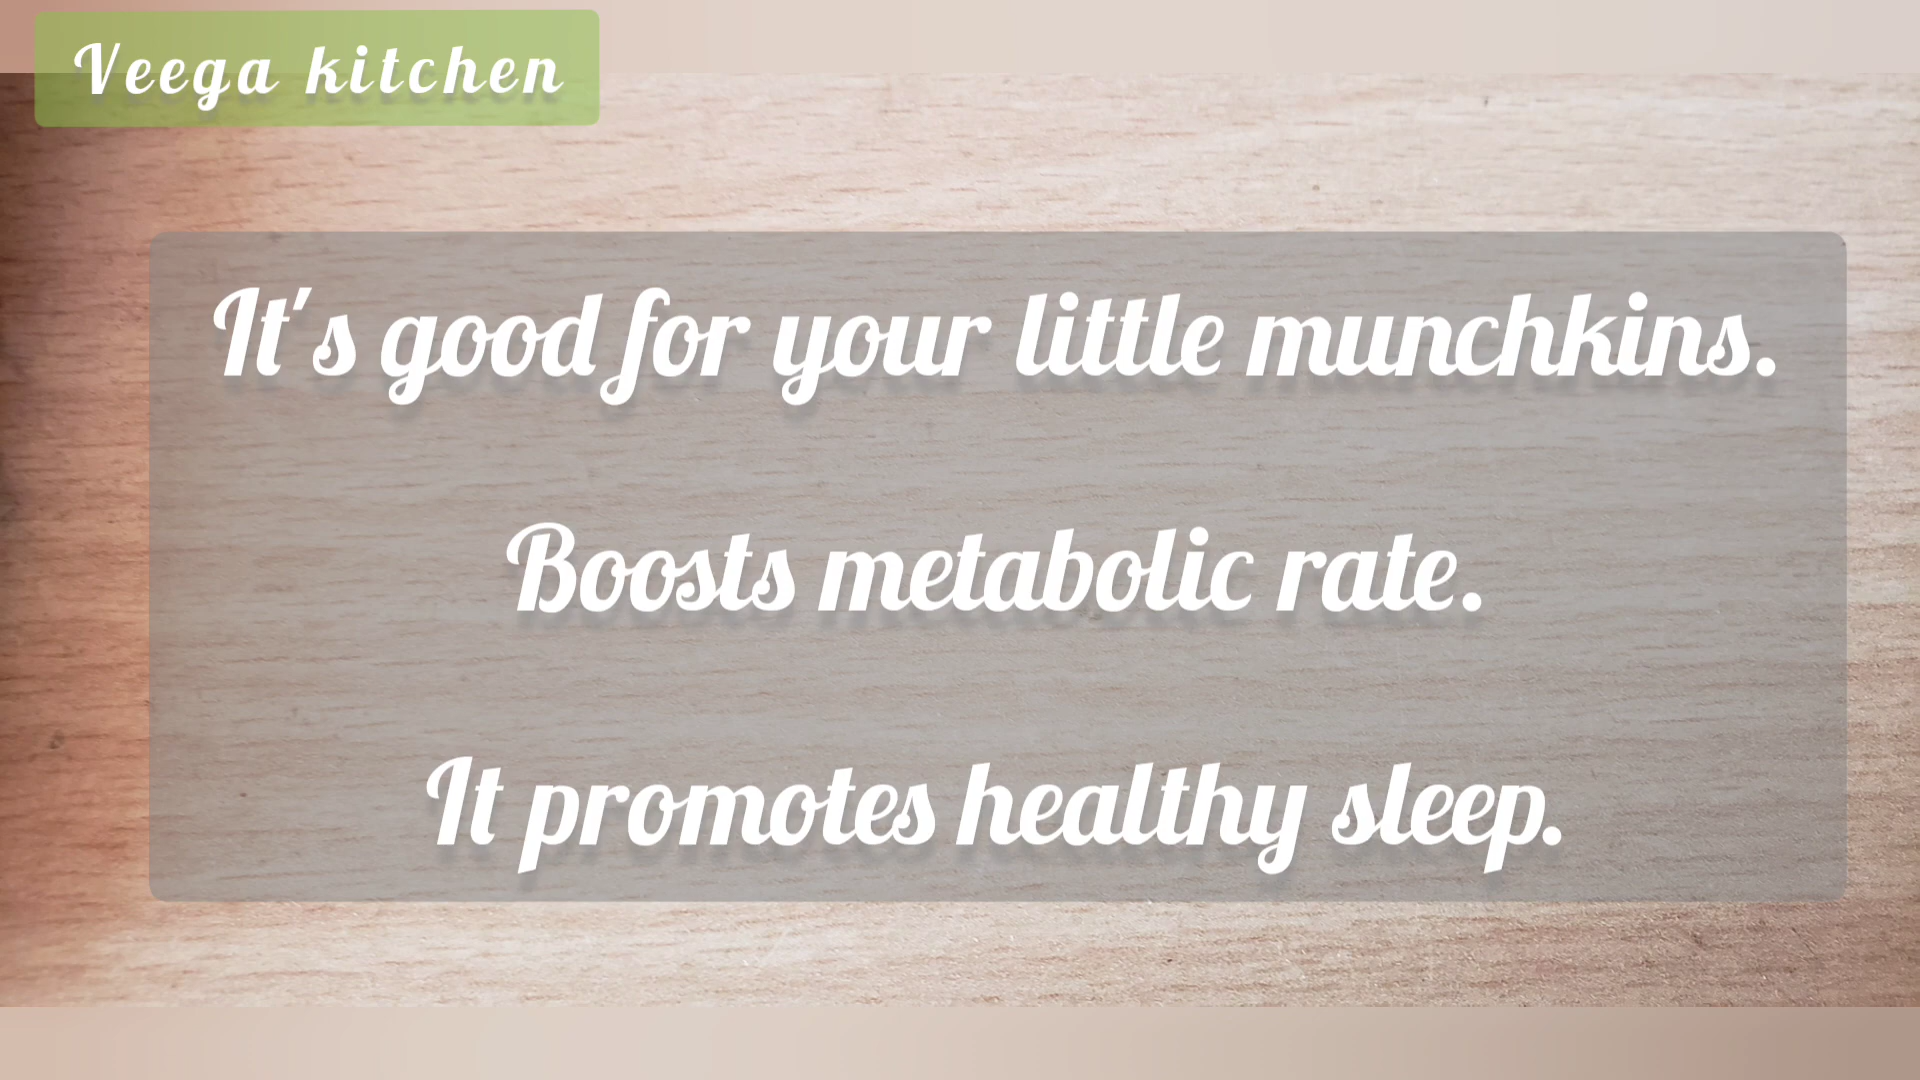 Veega kitchen
It's good for your little munchkins.
Boosts metabolic rate.
It promotes healthy sleep.